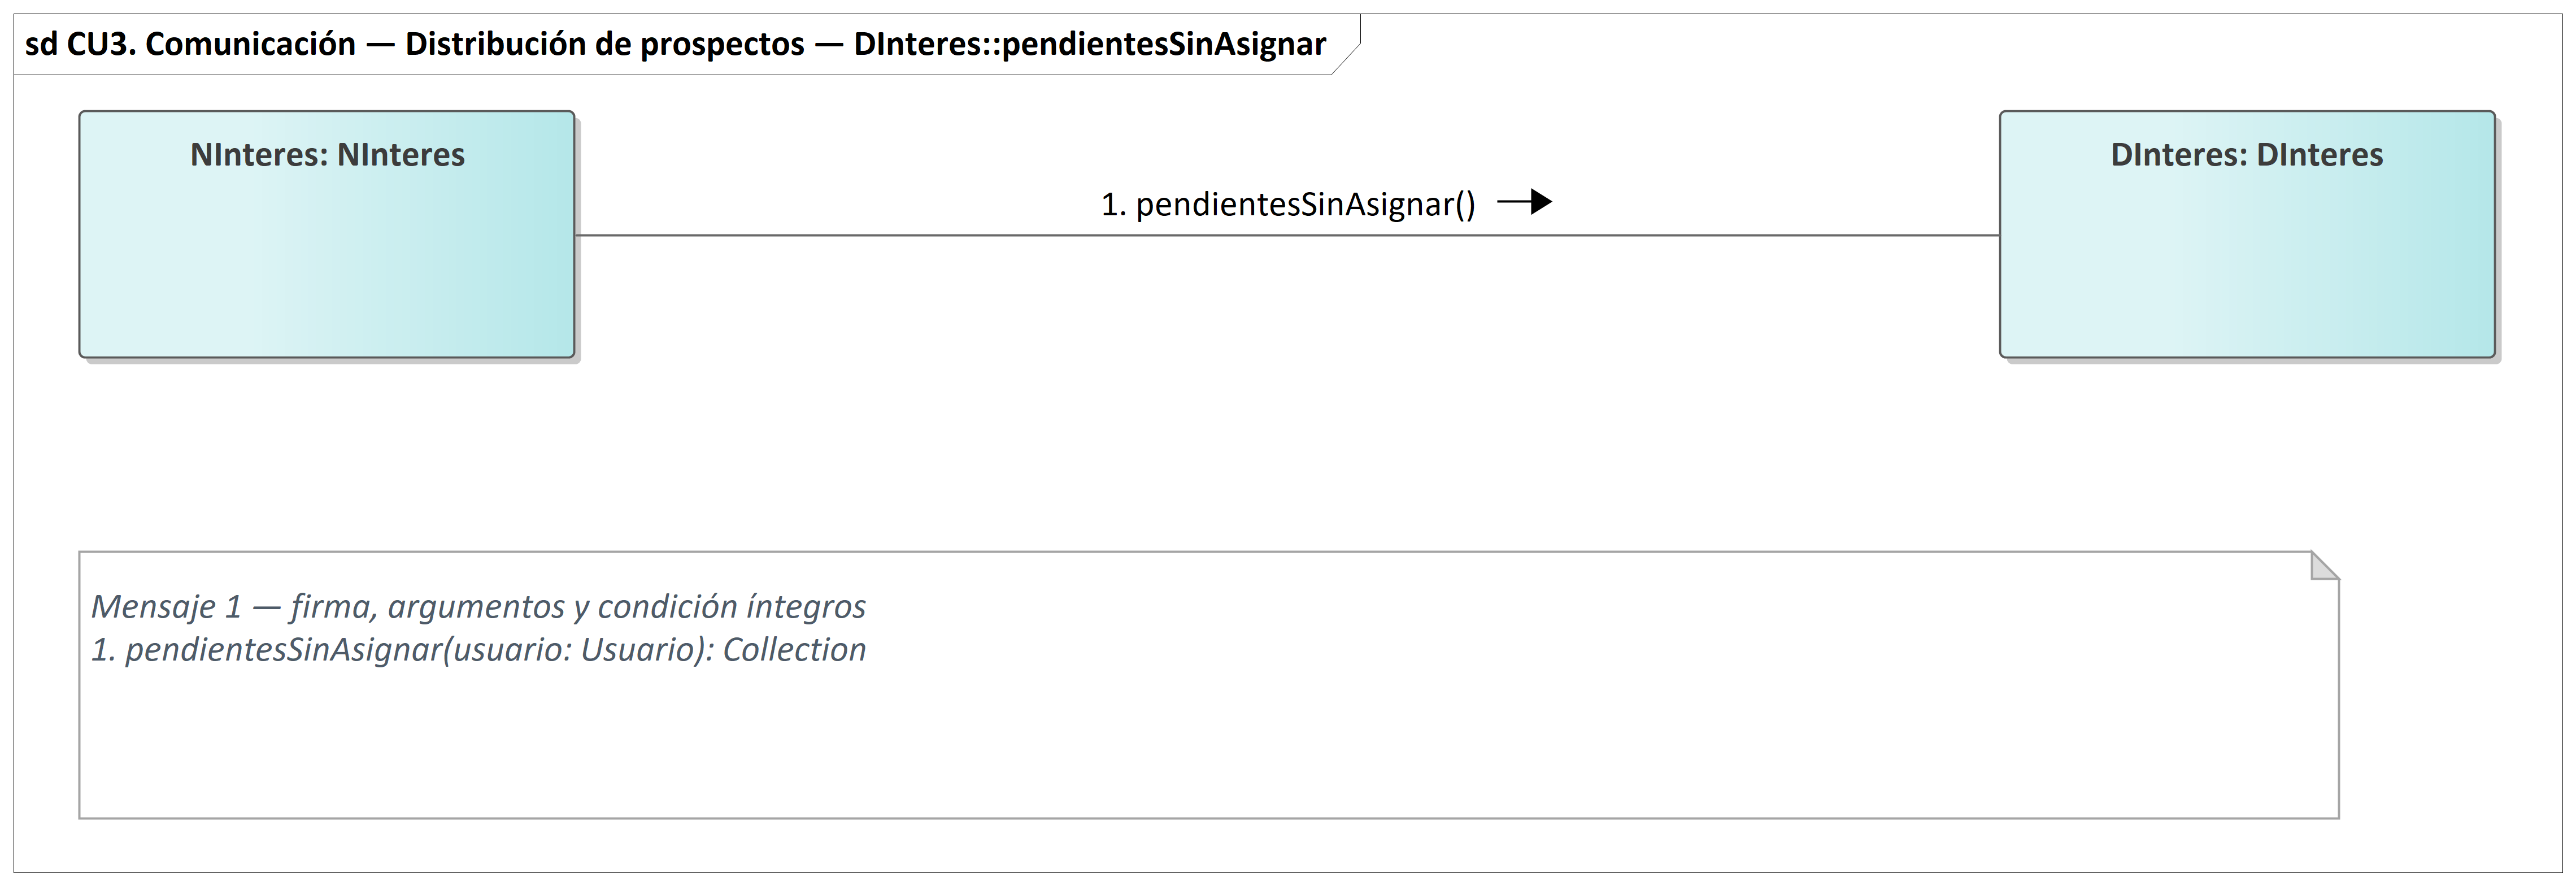 sd CU3. Comunicación — Distribución de prospectos — DInteres::pendientesSinAsignar
NInteres: NInteres
DInteres: DInteres
1. pendientesSinAsignar()
Mensaje 1 — firma, argumentos y condición íntegros
1. pendientesSinAsignar(usuario: Usuario): Collection